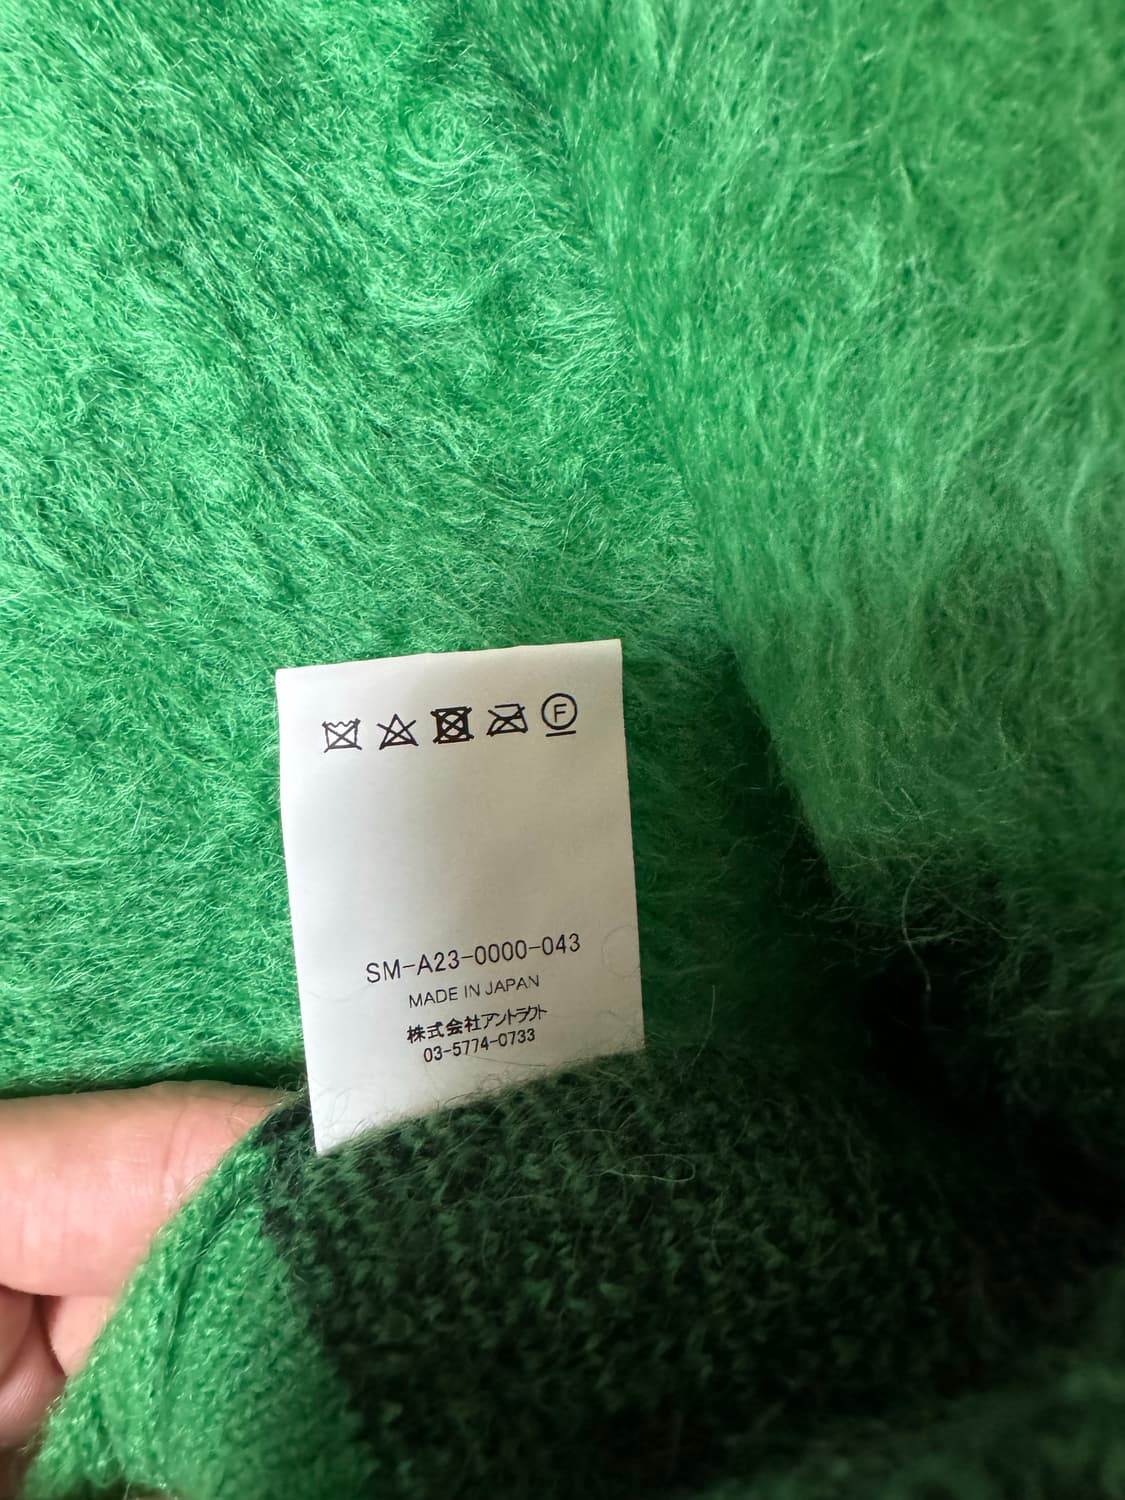 F
SM-A23-0000-043
MADE IN JAPAN
株式会社アントラクト
03-5774-0733